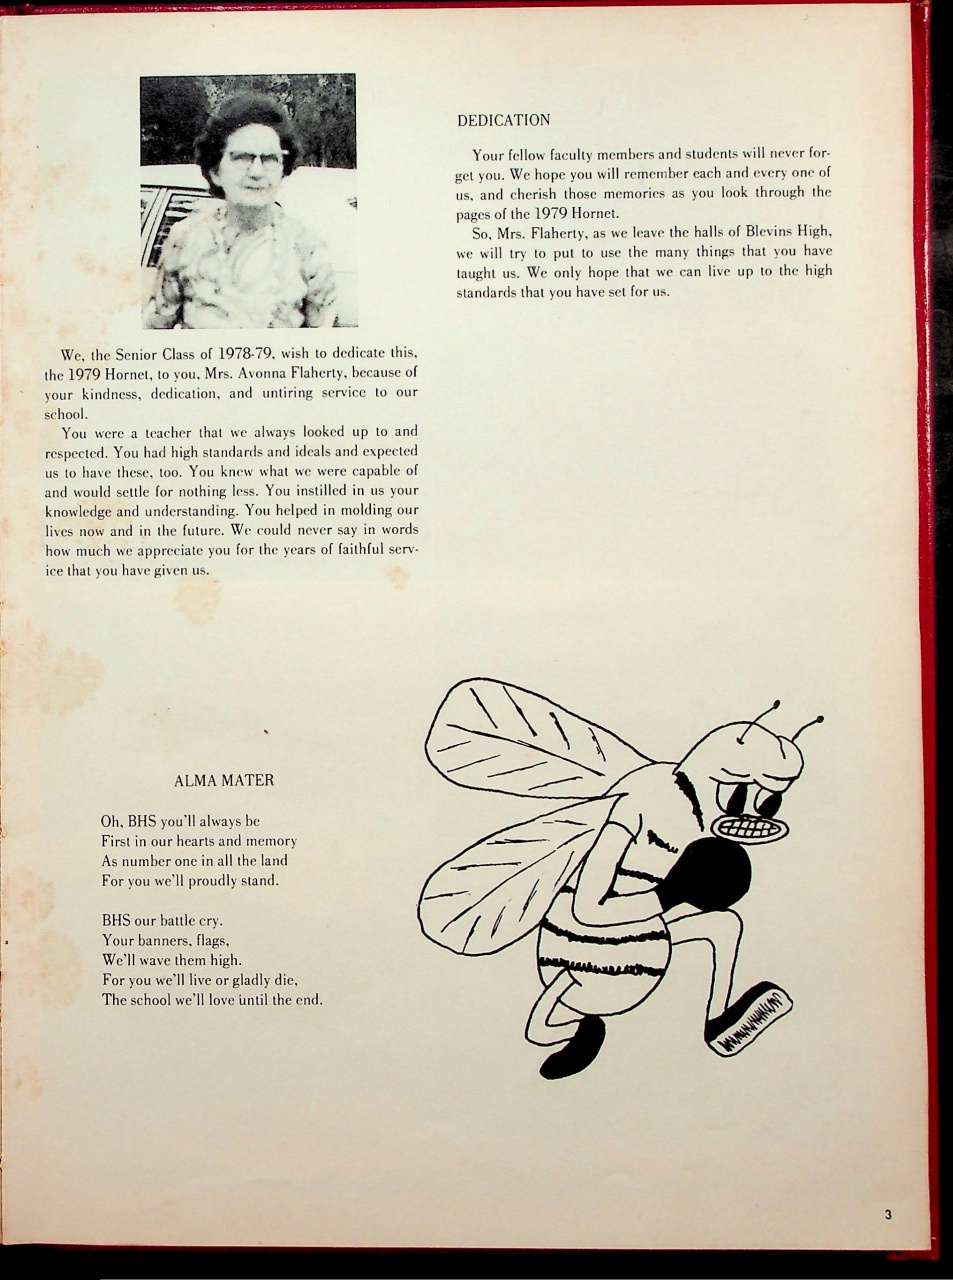 DEDICATION
We, the Senior Class of 1978-79, wish to dedicate this,
the 1979 Hornet, to you, Mrs. Avonna Flaherty, because of
your kindness, dedication, and untiring service to our
school.
You were a teacher that we always looked up to and
respected. You had high standards and ideals and expected
us to have these, too. You knew what we were capable of
and would settle for nothing less. You instilled in us your
knowledge and understanding. You helped in molding our
lives now and in the future. We could never say in words
how much we appreciate you for the years of faithful serv-
ice that you have given us.
Your fellow faculty members and students will never for-
get you. We hope you will remember each and every one of
us, and cherish those memories as you look through the
pages of the 1979 Hornet.
So, Mrs. Flaherty, as we leave the halls of Blevins High,
we will try to put to use the many things that you have
taught us. We only hope that we can live up to the high
standards that you have set for us.
ALMA MATER
Oh, BHS you'll always be
First in our hearts and memory
As number one in all the land
For you we'll proudly stand.
BHS our battle cry.
Your banners, flags,
We'll wave them high.
For you we'll live or gladly die,
The school we'll love until the end.
3